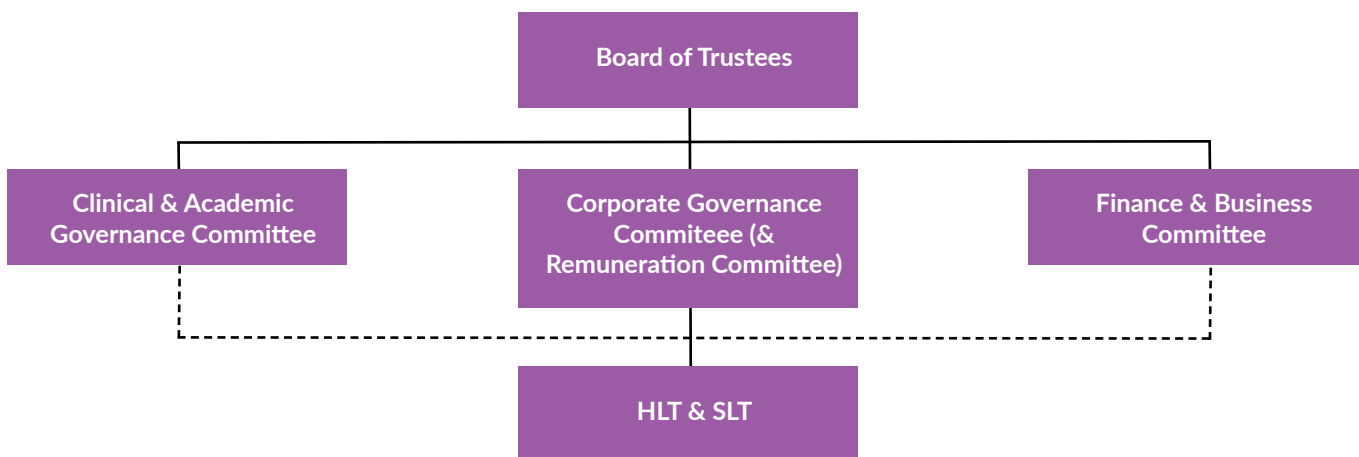 Board of Trustees
Clinical & Academic
Governance Committee
Corporate Governance
Commiteee (&
Remuneration Committee)
Finance & Business
Committee
HLT & SLT